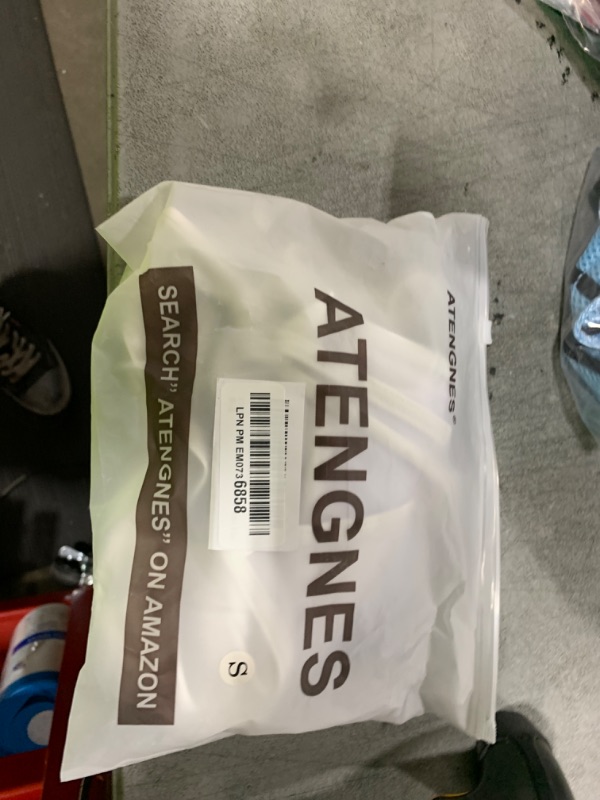 ATENGNES®
ATENGNES
LPN PM EM0736858
S
SEARCH” ATENGNES” ON AMAZON